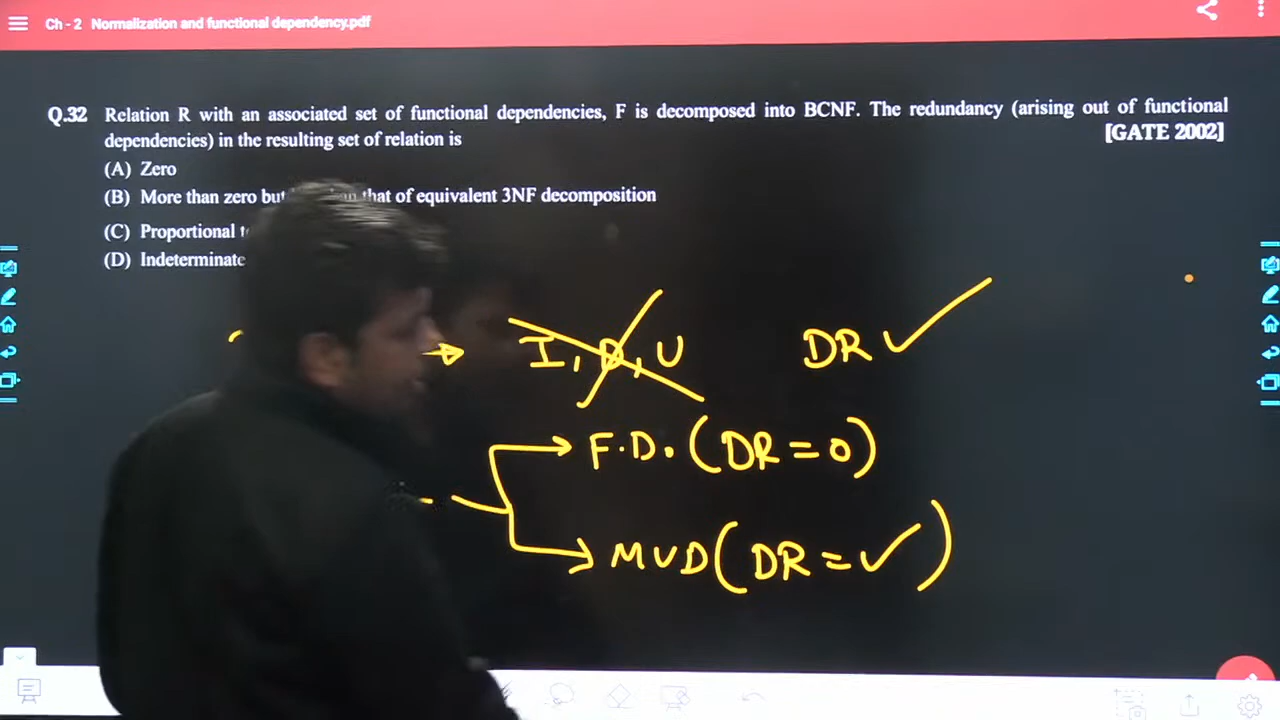 Ch - 2 Normalization and functional dependency.pdf
Q.32 Relation R with an associated set of functional dependencies, F is decomposed into BCNF. The redundancy (arising out of functional
dependencies) in the resulting set of relation is [GATE 2002]
(A) Zero
(B) More than zero but that of equivalent 3NF decomposition
(C) Proportional
(D) Indeterminate
I, D, U DR ✓
F.D. (DR = 0)
MVD (DR = ✓)